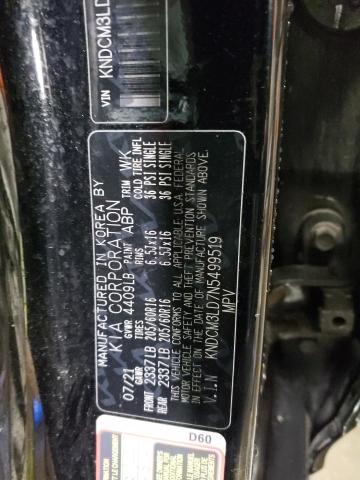 VIN KNDCM3LD
MANUFACTURED IN KOREA BY
KIA CORPORATION
07/21 GVWR 4409LB PAINT ABP TRIM WK
GAWR TIRES RIMS COLD TIRE INFL
FRONT 2337LB 205/60R16 6.5Jx16 36 PSI SINGLE
REAR 2337LB 205/60R16 6.5Jx16 36 PSI SINGLE
THIS VEHICLE CONFORMS TO ALL APPLICABLE U.S.A. FEDERAL
MOTOR VEHICLE SAFETY AND THEFT PREVENTION STANDARDS
IN EFFECT ON THE DATE OF MANUFACTURE SHOWN ABOVE.
V.I.N KNDCM3LD7N5499519
MPV
D60